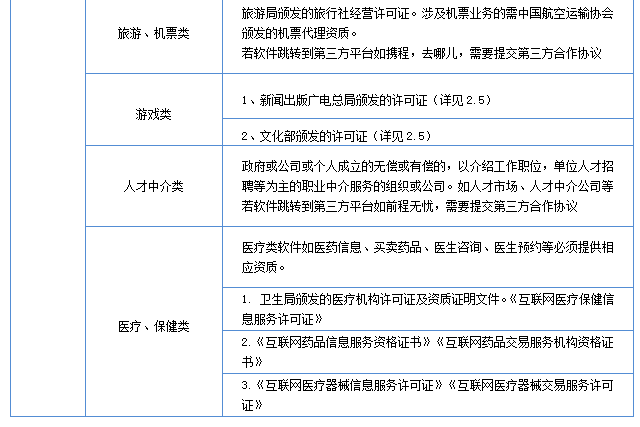 旅游、机票类
旅游局颁发的旅行社经营许可证。涉及机票业务的需中国航空运输协会
颁发的机票代理资质。
若软件跳转到第三方平台如携程，去哪儿，需要提交第三方合作协议
游戏类
1、新闻出版广电总局颁发的许可证（详见2.5）
2、文化部颁发的许可证（详见2.5）
人才中介类
政府或公司或个人成立的无偿或有偿的，以介绍工作职位，单位人才招
聘等为主的职业中介服务的组织或公司。如人才市场、人才中介公司等
若软件跳转到第三方平台如前程无忧，需要提交第三方合作协议
医疗、保健类
医疗类软件如医药信息、买卖药品、医生咨询、医生预约等必须提供相
应资质。
1. 卫生局颁发的医疗机构许可证及资质证明文件。《互联网医疗保健信
息服务许可证》
2.《互联网药品信息服务资格证书》《互联网药品交易服务机构资格证
书》
3.《互联网医疗器械信息服务许可证》《互联网医疗器械交易服务许可
证》